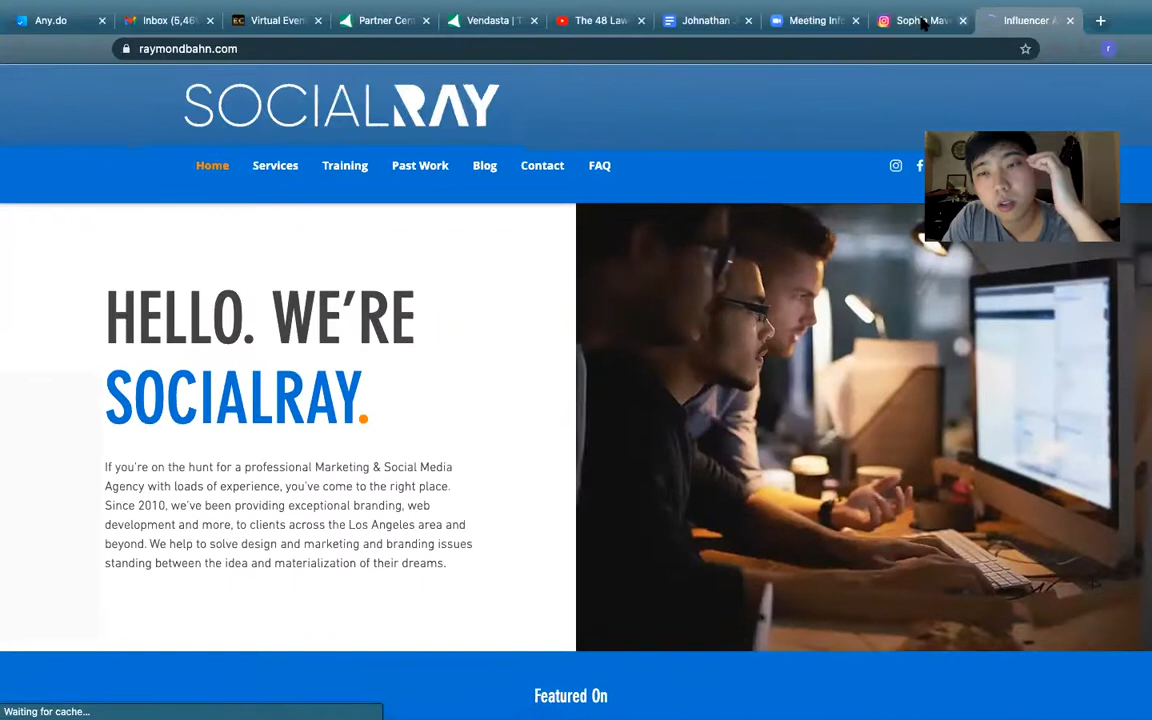 Any.do
Inbox (5,46
Virtual Even
Partner Cen
Vendasta | T
The 48 Law
Johnathan J
Meeting Info
Sophia Mav
Influencer A
raymondbahn.com
r
SOCIALRAY
Home
Services
Training
Past Work
Blog
Contact
FAQ
HELLO. WE'RE
SOCIALRAY.
If you're on the hunt for a professional Marketing & Social Media
Agency with loads of experience, you've come to the right place.
Since 2010, we've been providing exceptional branding, web
development and more, to clients across the Los Angeles area and
beyond. We help to solve design and marketing and branding issues
standing between the idea and materialization of their dreams.
Featured On
Waiting for cache...